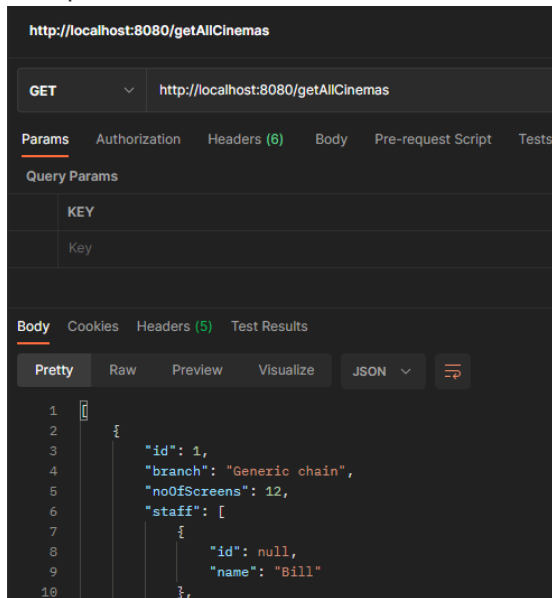 http://localhost:8080/getAllCinemas
GET http://localhost:8080/getAllCinemas
Params Authorization Headers (6) Body Pre-request Script Tests
Query Params
KEY
Key
Body Cookies Headers (5) Test Results
Pretty Raw Preview Visualize JSON
1 [
2 {
3 "id": 1,
4 "branch": "Generic chain",
5 "noOfScreens": 12,
6 "staff": [
7 {
8 "id": null,
9 "name": "Bill"
10 },